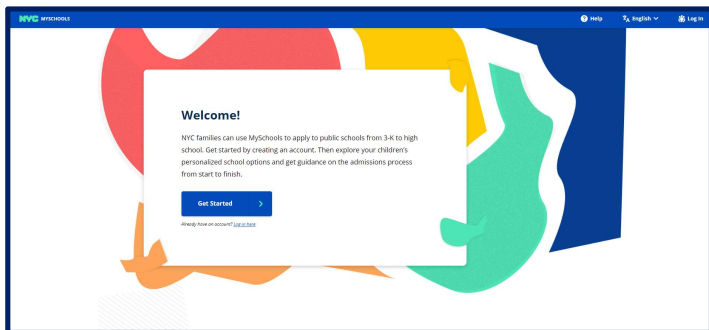 NYC MYSCHOOLS
Help
English
Log In
Welcome!
NYC families can use MySchools to apply to public schools from 3-K to high
school. Get started by creating an account. Then explore your children's
personalized school options and get guidance on the admissions process
from start to finish.
Get Started
Already have an account? Log in here